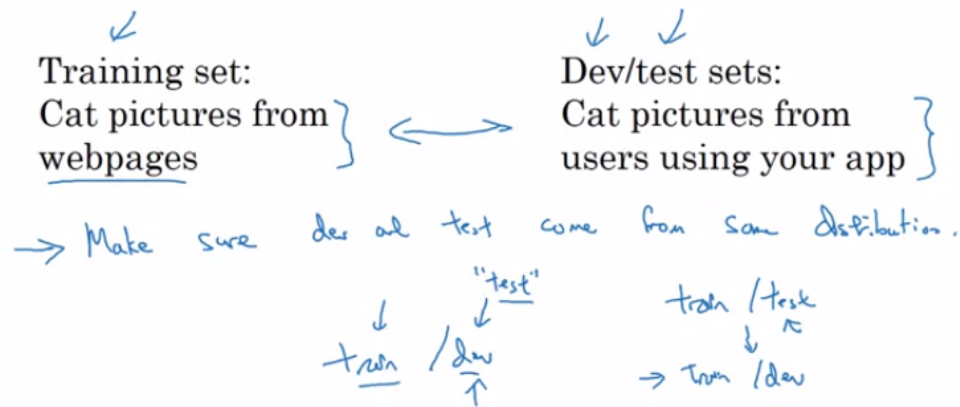 Training set:
Cat pictures from
webpages
Dev/test sets:
Cat pictures from
users using your app
→ Make sure dev and test come from same distribution.
"test"
train / dev
train / test
→ train / dev